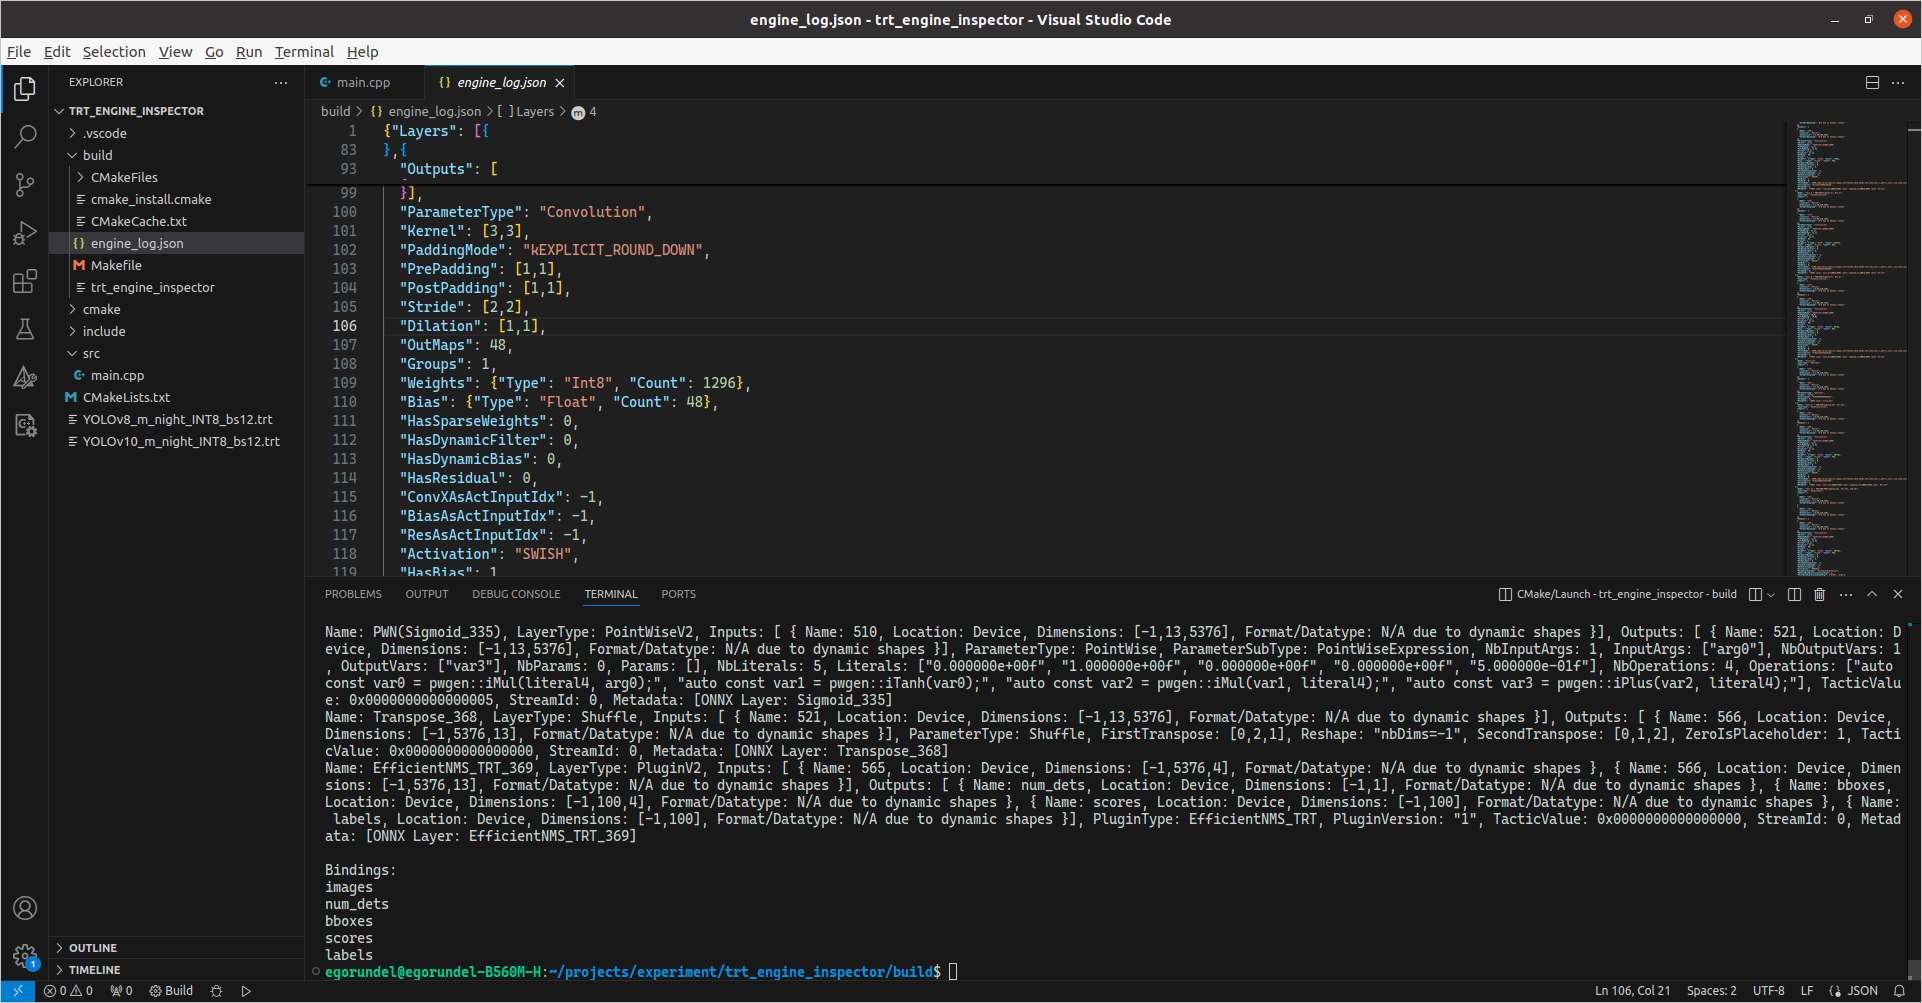 engine_log.json - trt_engine_inspector - Visual Studio Code
File Edit Selection View Go Run Terminal Help
EXPLORER
TRT_ENGINE_INSPECTOR
.vscode
build
CMakeFiles
cmake_install.cmake
CMakeCache.txt
engine_log.json
Makefile
trt_engine_inspector
cmake
include
src
main.cpp
CMakeLists.txt
YOLOv8_m_night_INT8_bs12.trt
YOLOv10_m_night_INT8_bs12.trt
OUTLINE
TIMELINE
main.cpp {} engine_log.json
build > {} engine_log.json > [ ] Layers > m 4
1 {"Layers": [{
83 },{
93 "Outputs": [
99 }],
100 "ParameterType": "Convolution",
101 "Kernel": [3,3],
102 "PaddingMode": "kEXPLICIT_ROUND_DOWN",
103 "PrePadding": [1,1],
104 "PostPadding": [1,1],
105 "Stride": [2,2],
106 "Dilation": [1,1],
107 "OutMaps": 48,
108 "Groups": 1,
109 "Weights": {"Type": "Int8", "Count": 1296},
110 "Bias": {"Type": "Float", "Count": 48},
111 "HasSparseWeights": 0,
112 "HasDynamicFilter": 0,
113 "HasDynamicBias": 0,
114 "HasResidual": 0,
115 "ConvXAsActInputIdx": -1,
116 "BiasAsActInputIdx": -1,
117 "ResAsActInputIdx": -1,
118 "Activation": "SWISH",
119 "HasBias": 1
PROBLEMS OUTPUT DEBUG CONSOLE TERMINAL PORTS
CMake/Launch - trt_engine_inspector - build
Name: PWN(Sigmoid_335), LayerType: PointWiseV2, Inputs: [ { Name: 510, Location: Device, Dimensions: [-1,13,5376], Format/Datatype: N/A due to dynamic shapes }], Outputs: [ { Name: 521, Location: D
evice, Dimensions: [-1,13,5376], Format/Datatype: N/A due to dynamic shapes }], ParameterType: PointWise, ParameterSubType: PointWiseExpression, NbInputArgs: 1, InputArgs: ["arg0"], NbOutputVars: 1
, OutputVars: ["var3"], NbParams: 0, Params: [], NbLiterals: 5, Literals: ["0.000000e+00f", "1.000000e+00f", "0.000000e+00f", "0.000000e+00f", "5.000000e-01f"], NbOperations: 4, Operations: ["auto
const var0 = pwgen::iMul(literal4, arg0);", "auto const var1 = pwgen::iTanh(var0);", "auto const var2 = pwgen::iMul(var1, literal4);", "auto const var3 = pwgen::iPlus(var2, literal4);"], TacticValu
e: 0x0000000000000005, StreamId: 0, Metadata: [ONNX Layer: Sigmoid_335]
Name: Transpose_368, LayerType: Shuffle, Inputs: [ { Name: 521, Location: Device, Dimensions: [-1,13,5376], Format/Datatype: N/A due to dynamic shapes }], Outputs: [ { Name: 566, Location: Device,
Dimensions: [-1,5376,13], Format/Datatype: N/A due to dynamic shapes }], ParameterType: Shuffle, FirstTranspose: [0,2,1], Reshape: "nbDims=-1", SecondTranspose: [0,1,2], ZeroIsPlaceholder: 1, Tacti
cValue: 0x0000000000000000, StreamId: 0, Metadata: [ONNX Layer: Transpose_368]
Name: EfficientNMS_TRT_369, LayerType: PluginV2, Inputs: [ { Name: 565, Location: Device, Dimensions: [-1,5376,4], Format/Datatype: N/A due to dynamic shapes }, { Name: 566, Location: Device, Dimen
sions: [-1,5376,13], Format/Datatype: N/A due to dynamic shapes }], Outputs: [ { Name: num_dets, Location: Device, Dimensions: [-1,1], Format/Datatype: N/A due to dynamic shapes }, { Name: bboxes,
Location: Device, Dimensions: [-1,100,4], Format/Datatype: N/A due to dynamic shapes }, { Name: scores, Location: Device, Dimensions: [-1,100], Format/Datatype: N/A due to dynamic shapes }, { Name:
labels, Location: Device, Dimensions: [-1,100], Format/Datatype: N/A due to dynamic shapes }], PluginType: EfficientNMS_TRT, PluginVersion: "1", TacticValue: 0x0000000000000000, StreamId: 0, Metad
ata: [ONNX Layer: EfficientNMS_TRT_369]
Bindings:
images
num_dets
bboxes
scores
labels
egorundel@egorundel-B560M-H:~/projects/experiment/trt_engine_inspector/build$
1
0 0 0 Build Ln 106, Col 21 Spaces: 2 UTF-8 LF {} JSON